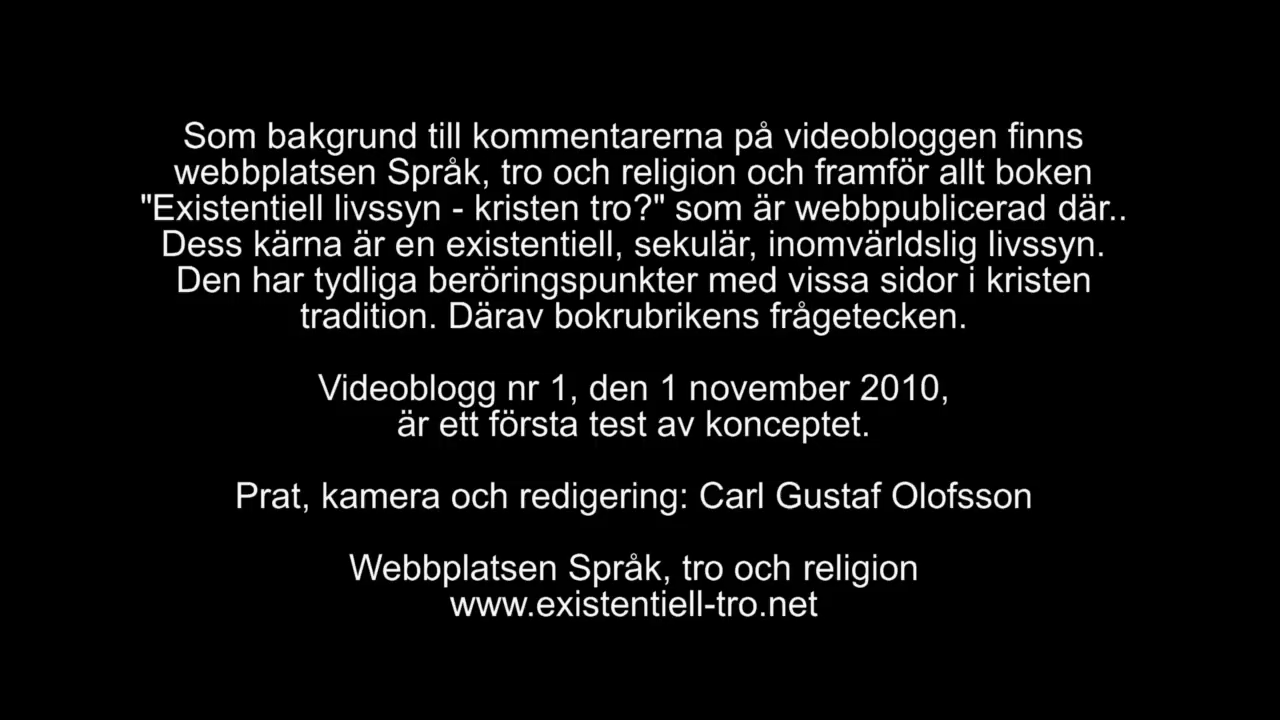 Som bakgrund till kommentarerna på videobloggen finns
webbplatsen Språk, tro och religion och framför allt boken
"Existentiell livssyn - kristen tro?" som är webbpublicerad där..
Dess kärna är en existentiell, sekulär, inomvärldslig livssyn.
Den har tydliga beröringspunkter med vissa sidor i kristen
tradition. Därav bokrubrikens frågetecken.
Videoblogg nr 1, den 1 november 2010,
är ett första test av konceptet.
Prat, kamera och redigering: Carl Gustaf Olofsson
Webbplatsen Språk, tro och religion
www.existentiell-tro.net